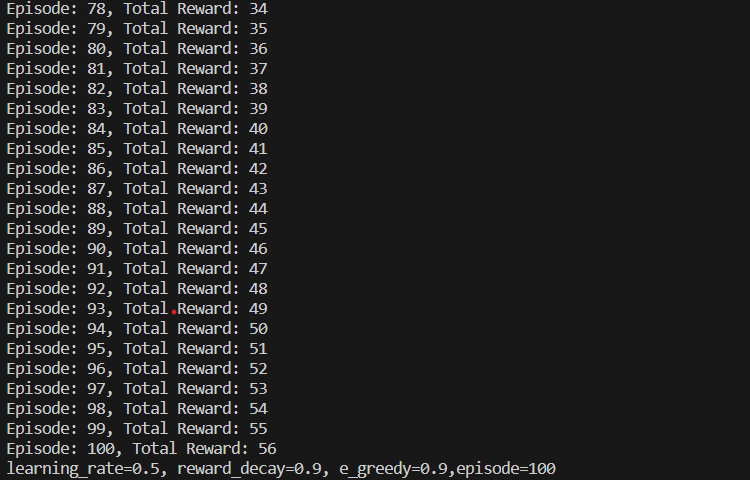 Episode: 78, Total Reward: 34
Episode: 79, Total Reward: 35
Episode: 80, Total Reward: 36
Episode: 81, Total Reward: 37
Episode: 82, Total Reward: 38
Episode: 83, Total Reward: 39
Episode: 84, Total Reward: 40
Episode: 85, Total Reward: 41
Episode: 86, Total Reward: 42
Episode: 87, Total Reward: 43
Episode: 88, Total Reward: 44
Episode: 89, Total Reward: 45
Episode: 90, Total Reward: 46
Episode: 91, Total Reward: 47
Episode: 92, Total Reward: 48
Episode: 93, Total Reward: 49
Episode: 94, Total Reward: 50
Episode: 95, Total Reward: 51
Episode: 96, Total Reward: 52
Episode: 97, Total Reward: 53
Episode: 98, Total Reward: 54
Episode: 99, Total Reward: 55
Episode: 100, Total Reward: 56
learning_rate=0.5, reward_decay=0.9, e_greedy=0.9,episode=100